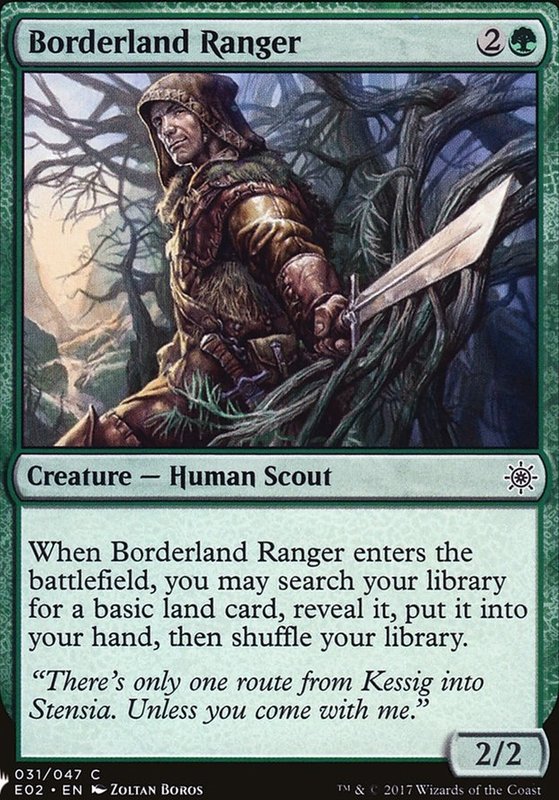 Borderland Ranger 2
Creature — Human Scout
When Borderland Ranger enters the
battlefield, you may search your library
for a basic land card, reveal it, put it into
your hand, then shuffle your library.
“There’s only one route from Kessig into
Stensia. Unless you come with me.”
2/2
031/047 C
E02 • EN Zoltan Boros
™ & © 2017 Wizards of the Coast